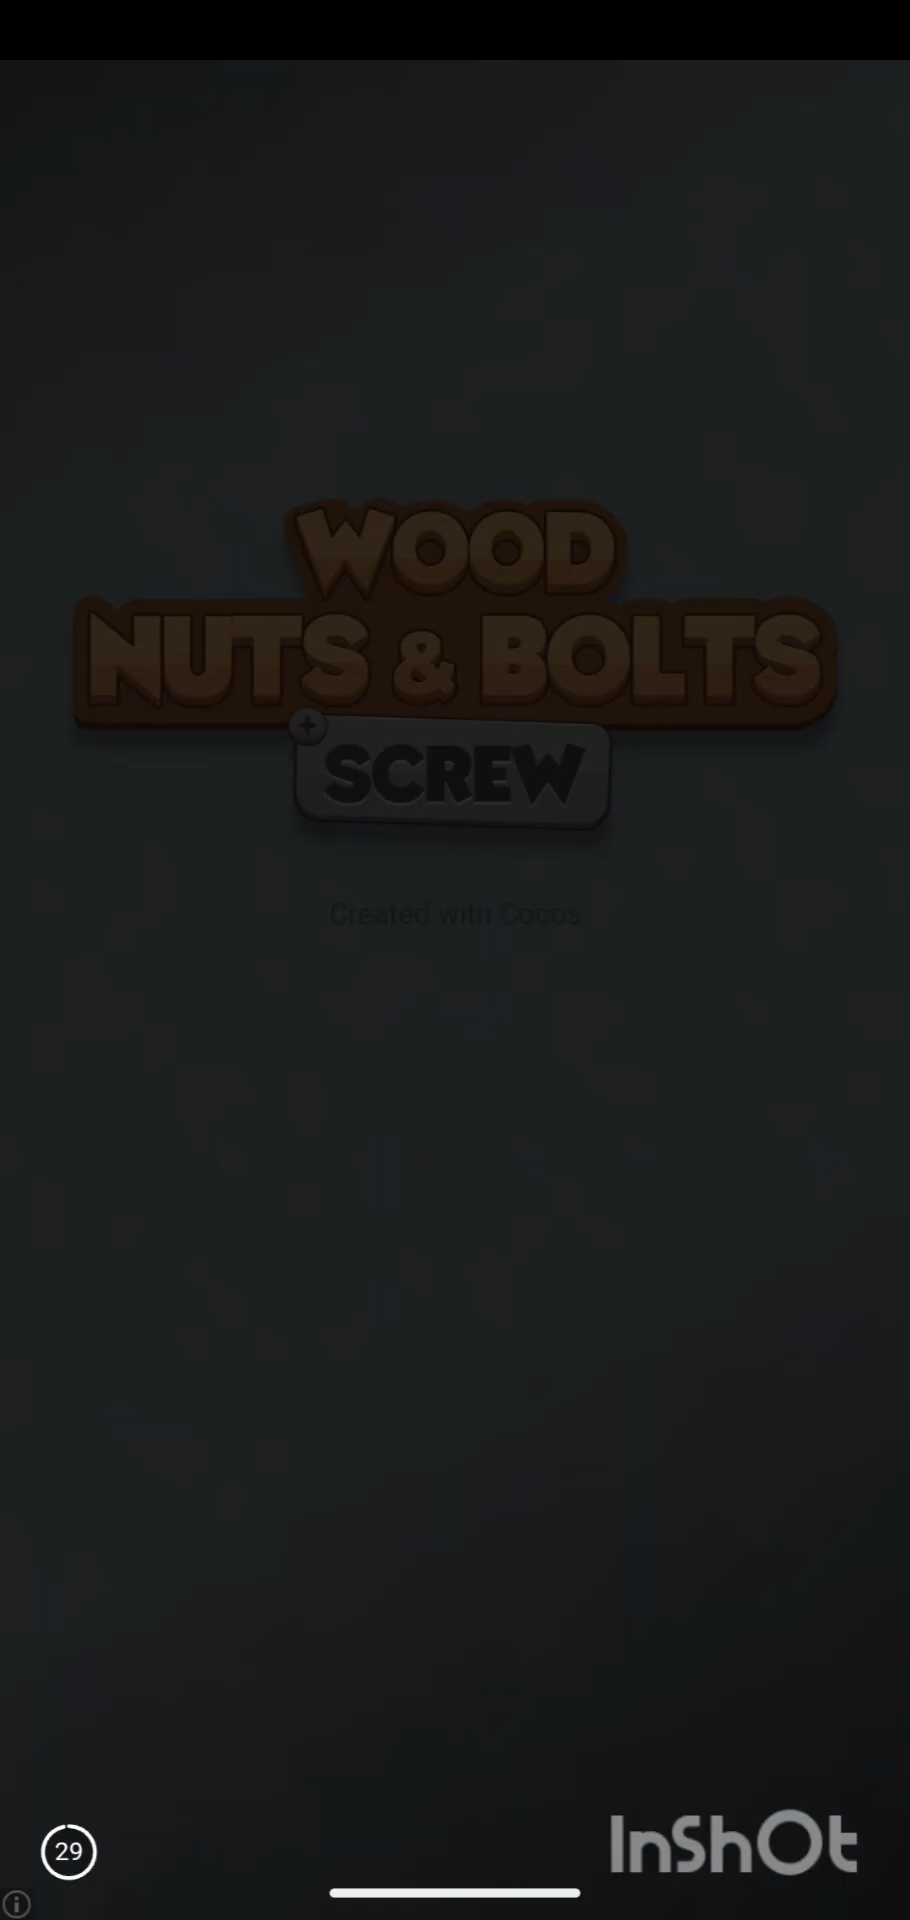 WOOD
NUTS & BOLTS
SCREW
Created with Cocos
29
InShOt